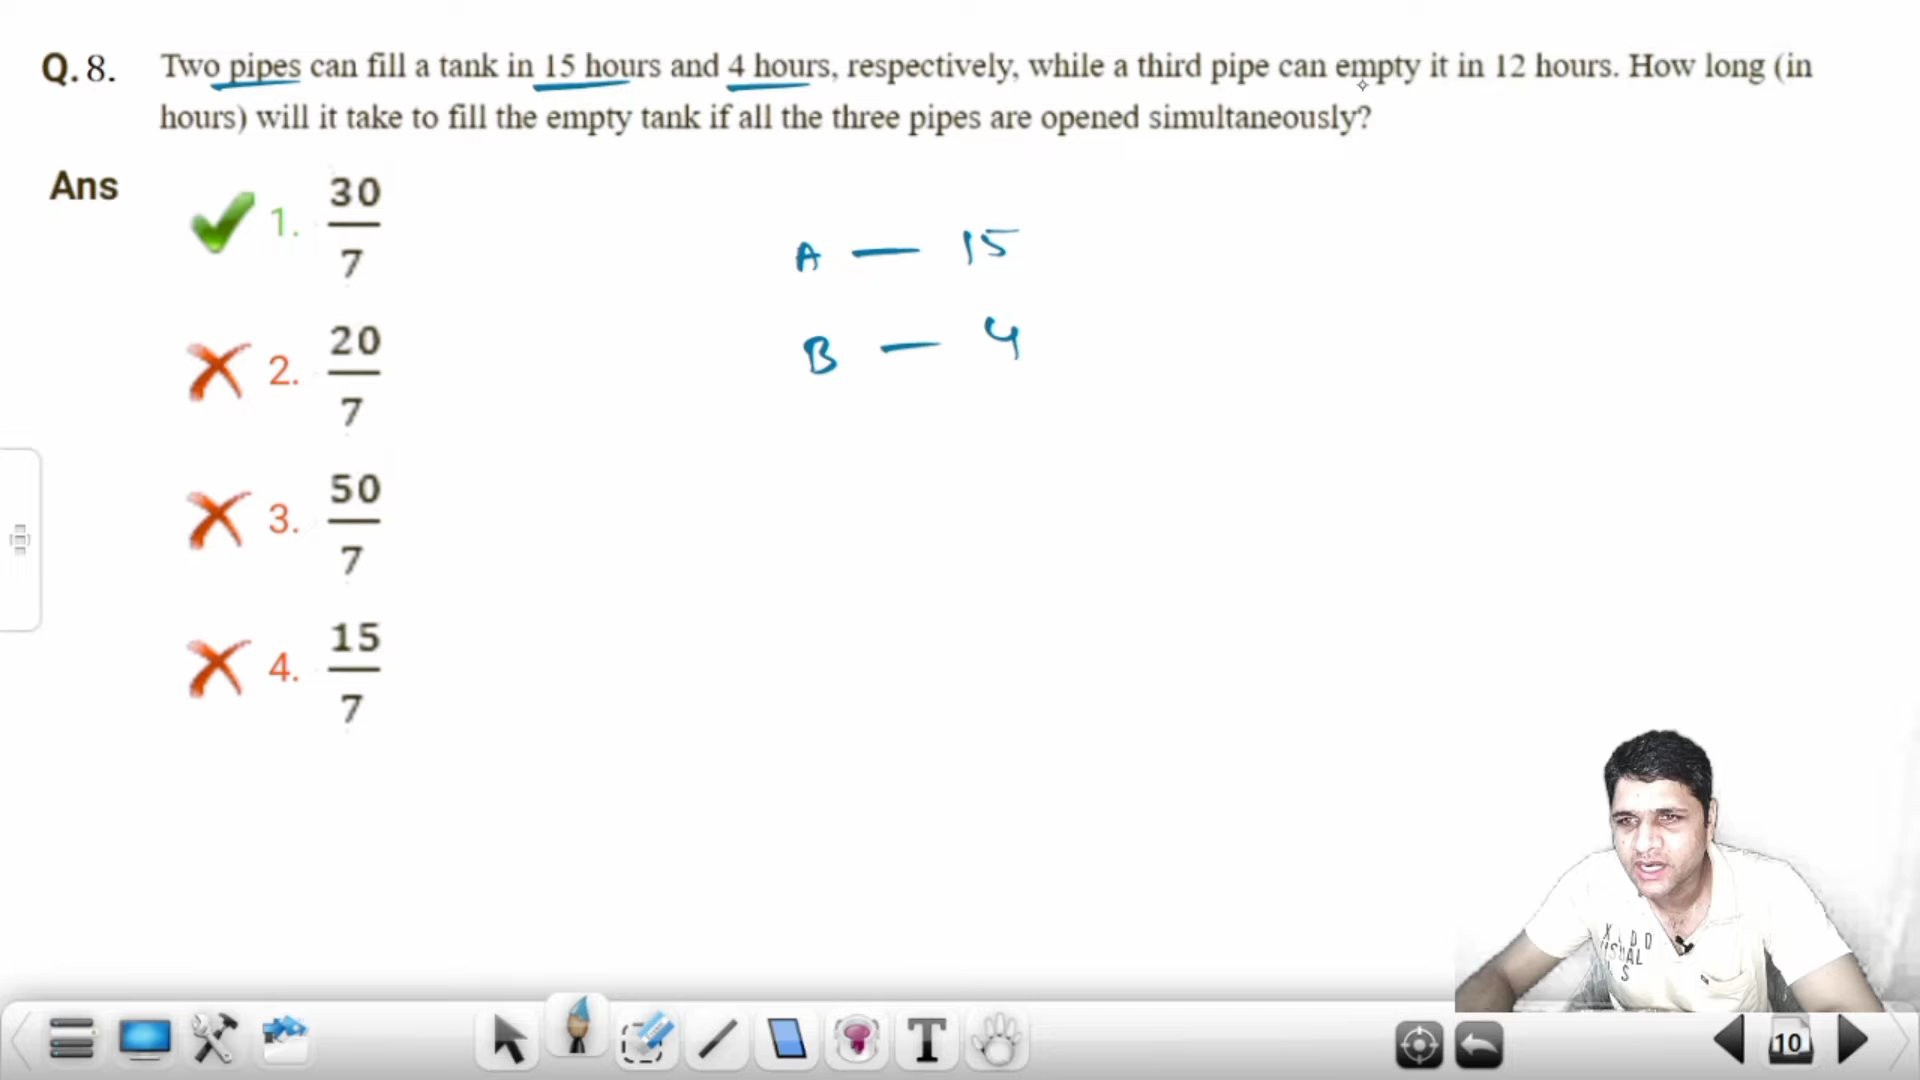 Q. 8. Two pipes can fill a tank in 15 hours and 4 hours, respectively, while a third pipe can empty it in 12 hours. How long (in
hours) will it take to fill the empty tank if all the three pipes are opened simultaneously?
Ans
1. 30/7
2. 20/7
3. 50/7
4. 15/7
A — 15
B — 4
T
10